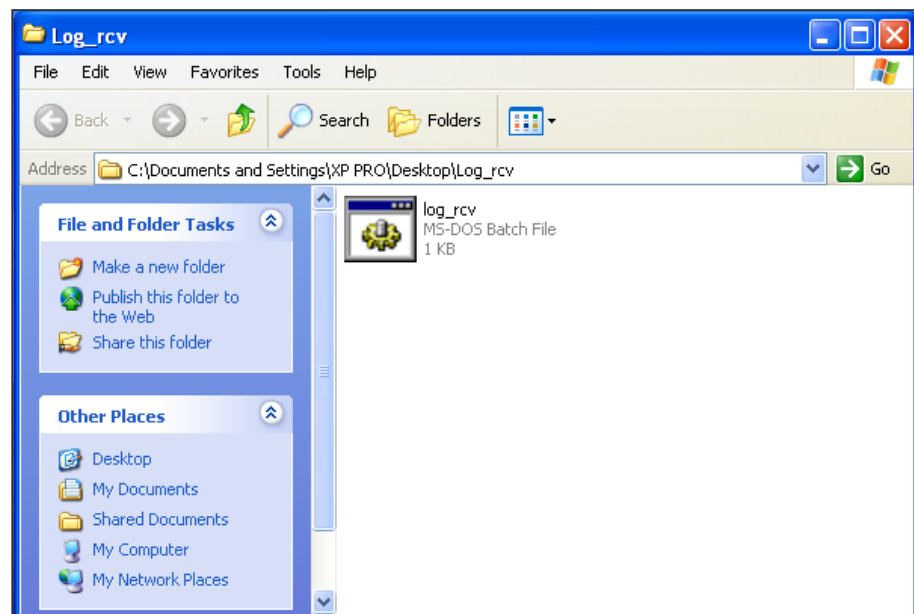 Log_rcv
File Edit View Favorites Tools Help
Back Search Folders
Address C:\Documents and Settings\XP PRO\Desktop\Log_rcv Go
File and Folder Tasks
Make a new folder
Publish this folder to
the Web
Share this folder
Other Places
Desktop
My Documents
Shared Documents
My Computer
My Network Places
log_rcv
MS-DOS Batch File
1 KB